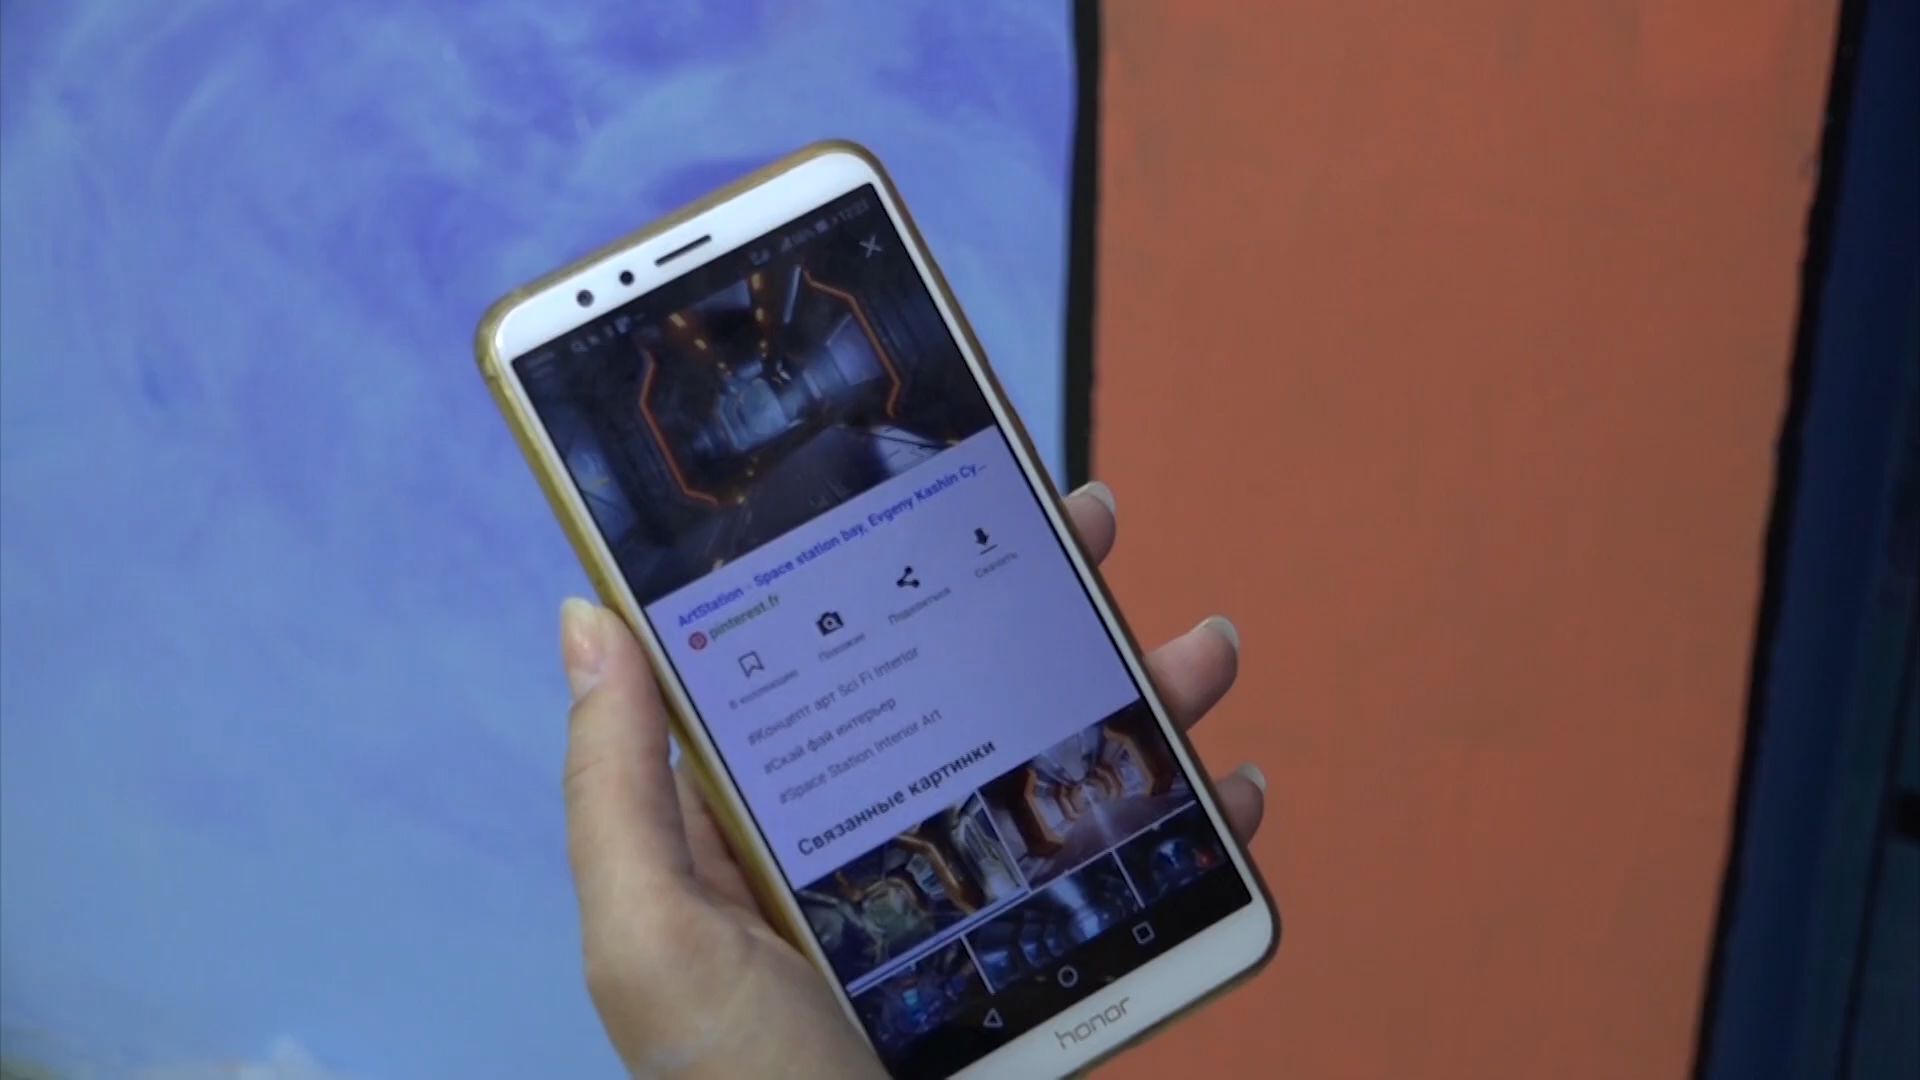 ArtStation - Space station bay, Evgeny Kashin Cy...
pinterest.fr
В коллекцию
Похожие
Поделиться
Скачать
#Концепт арт Sci Fi Interior
#Скай фай интерьер
#Space Station Interior Art
Связанные картинки
honor